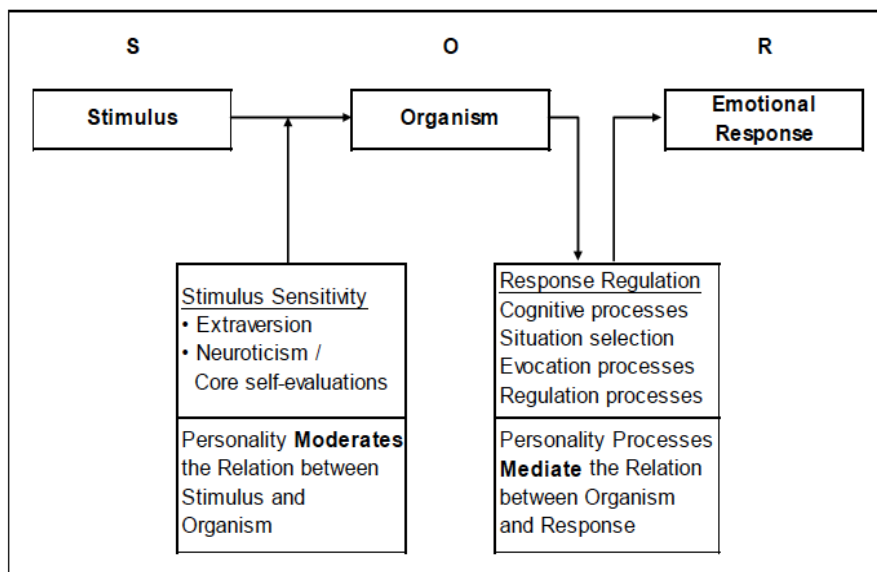 S
O
R
Stimulus
Organism
Emotional
Response
Stimulus Sensitivity
• Extraversion
• Neuroticism /
Core self-evaluations
Personality Moderates
the Relation between
Stimulus and
Organism
Response Regulation
Cognitive processes
Situation selection
Evocation processes
Regulation processes
Personality Processes
Mediate the Relation
between Organism
and Response